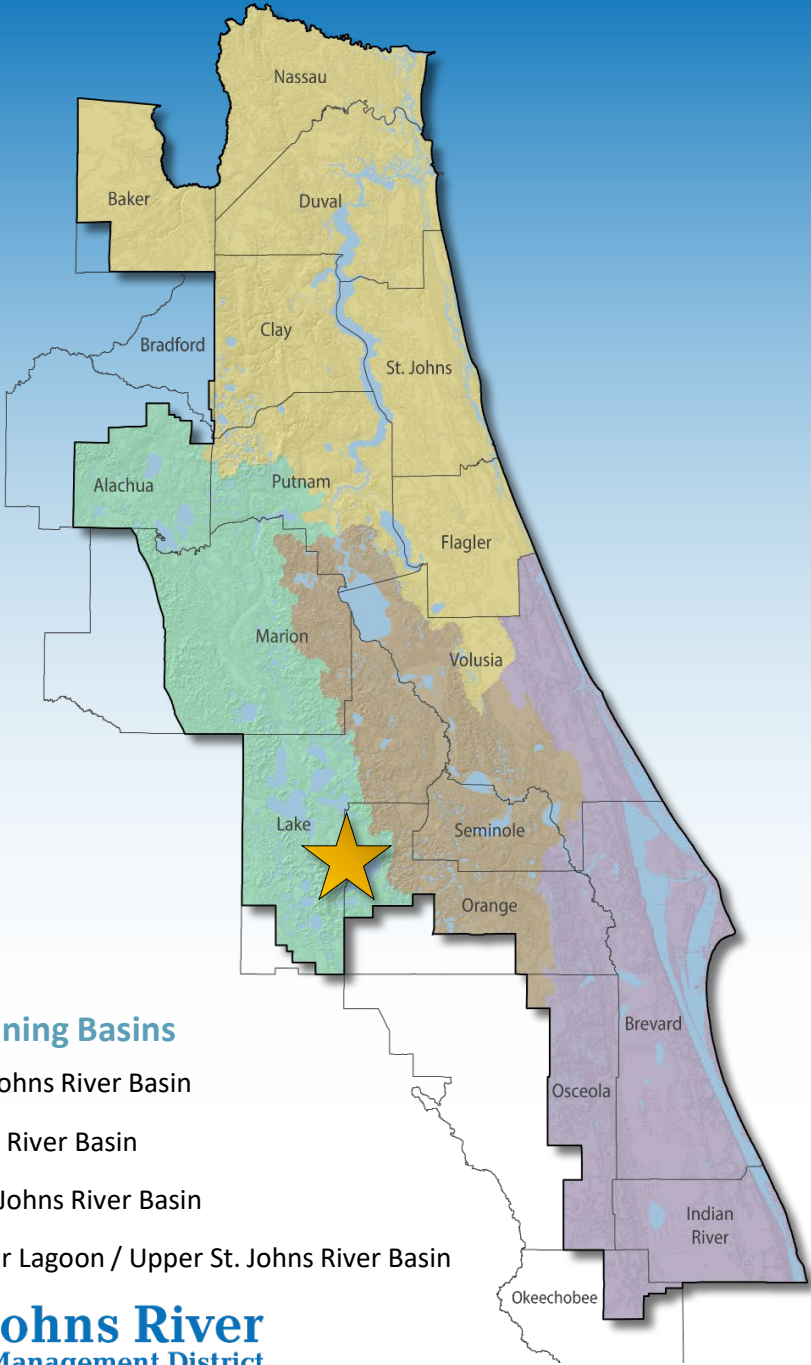 Nassau
Baker
Duval
Bradford
Clay
St. Johns
Alachua
Putnam
Flagler
Marion
Volusia
Lake
Seminole
Orange
Brevard
Osceola
Indian
River
Okeechobee
ning Basins
ohns River Basin
River Basin
Johns River Basin
r Lagoon / Upper St. Johns River Basin
ohns River
Management District